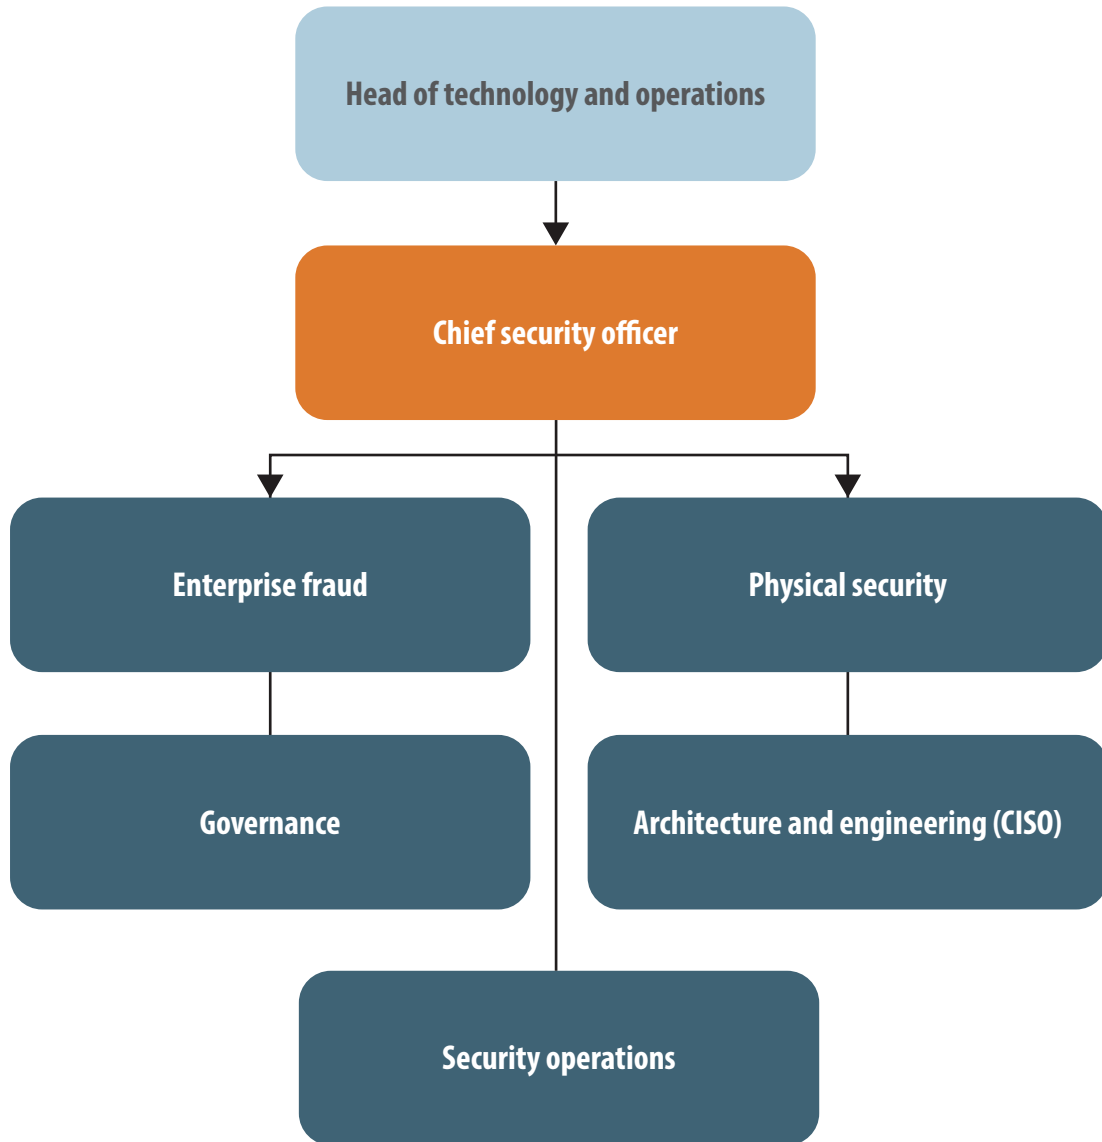 Head of technology and operations
Chief security officer
Enterprise fraud
Physical security
Governance
Architecture and engineering (CISO)
Security operations